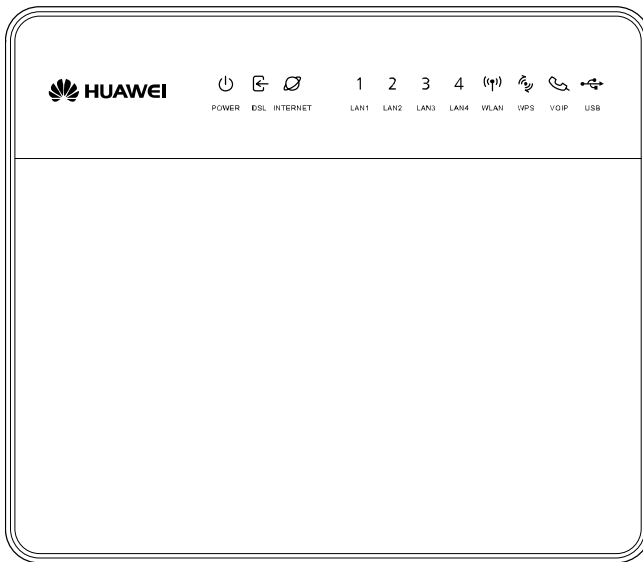 HUAWEI
1 2 3 4
POWER DSL INTERNET LAN1 LAN2 LAN3 LAN4 WLAN WPS VOIP USB